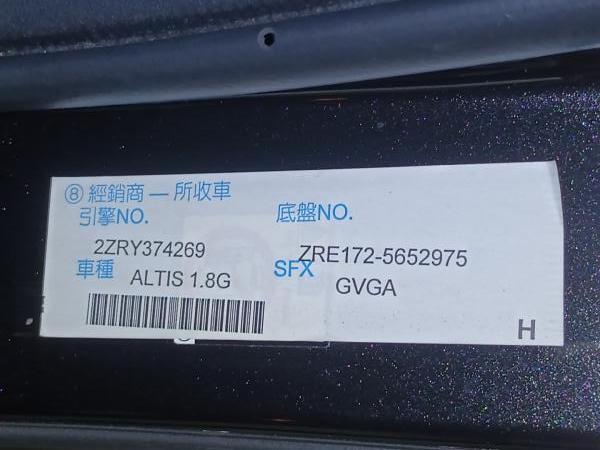 ⑧ 經銷商 — 所收車
引擎NO. 底盤NO.
2ZRY374269 ZRE172-5652975
車種 ALTIS 1.8G SFX GVGA
H